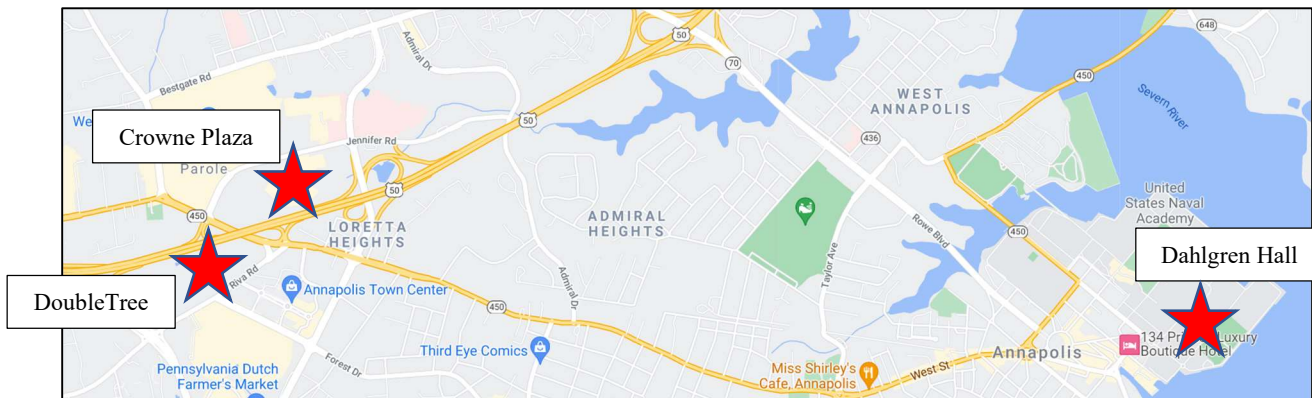 50
648
Admiral Dr
70
450
Bestgate Rd
WEST
ANNAPOLIS
Severn River
We
Crowne Plaza
50
436
Jennifer Rd
Parole
50
United
States Naval
Academy
450
ADMIRAL
HEIGHTS
LORETTA
HEIGHTS
Rowe Blvd
450
Dahlgren Hall
Taylor Ave
DoubleTree
Riva Rd
Annapolis Town Center
Admiral Dr
450
134 Pri Luxury
Boutique Hotel
Third Eye Comics
Annapolis
Forest Dr
Pennsylvania Dutch
Farmer's Market
Miss Shirley's
Cafe, Annapolis
West St